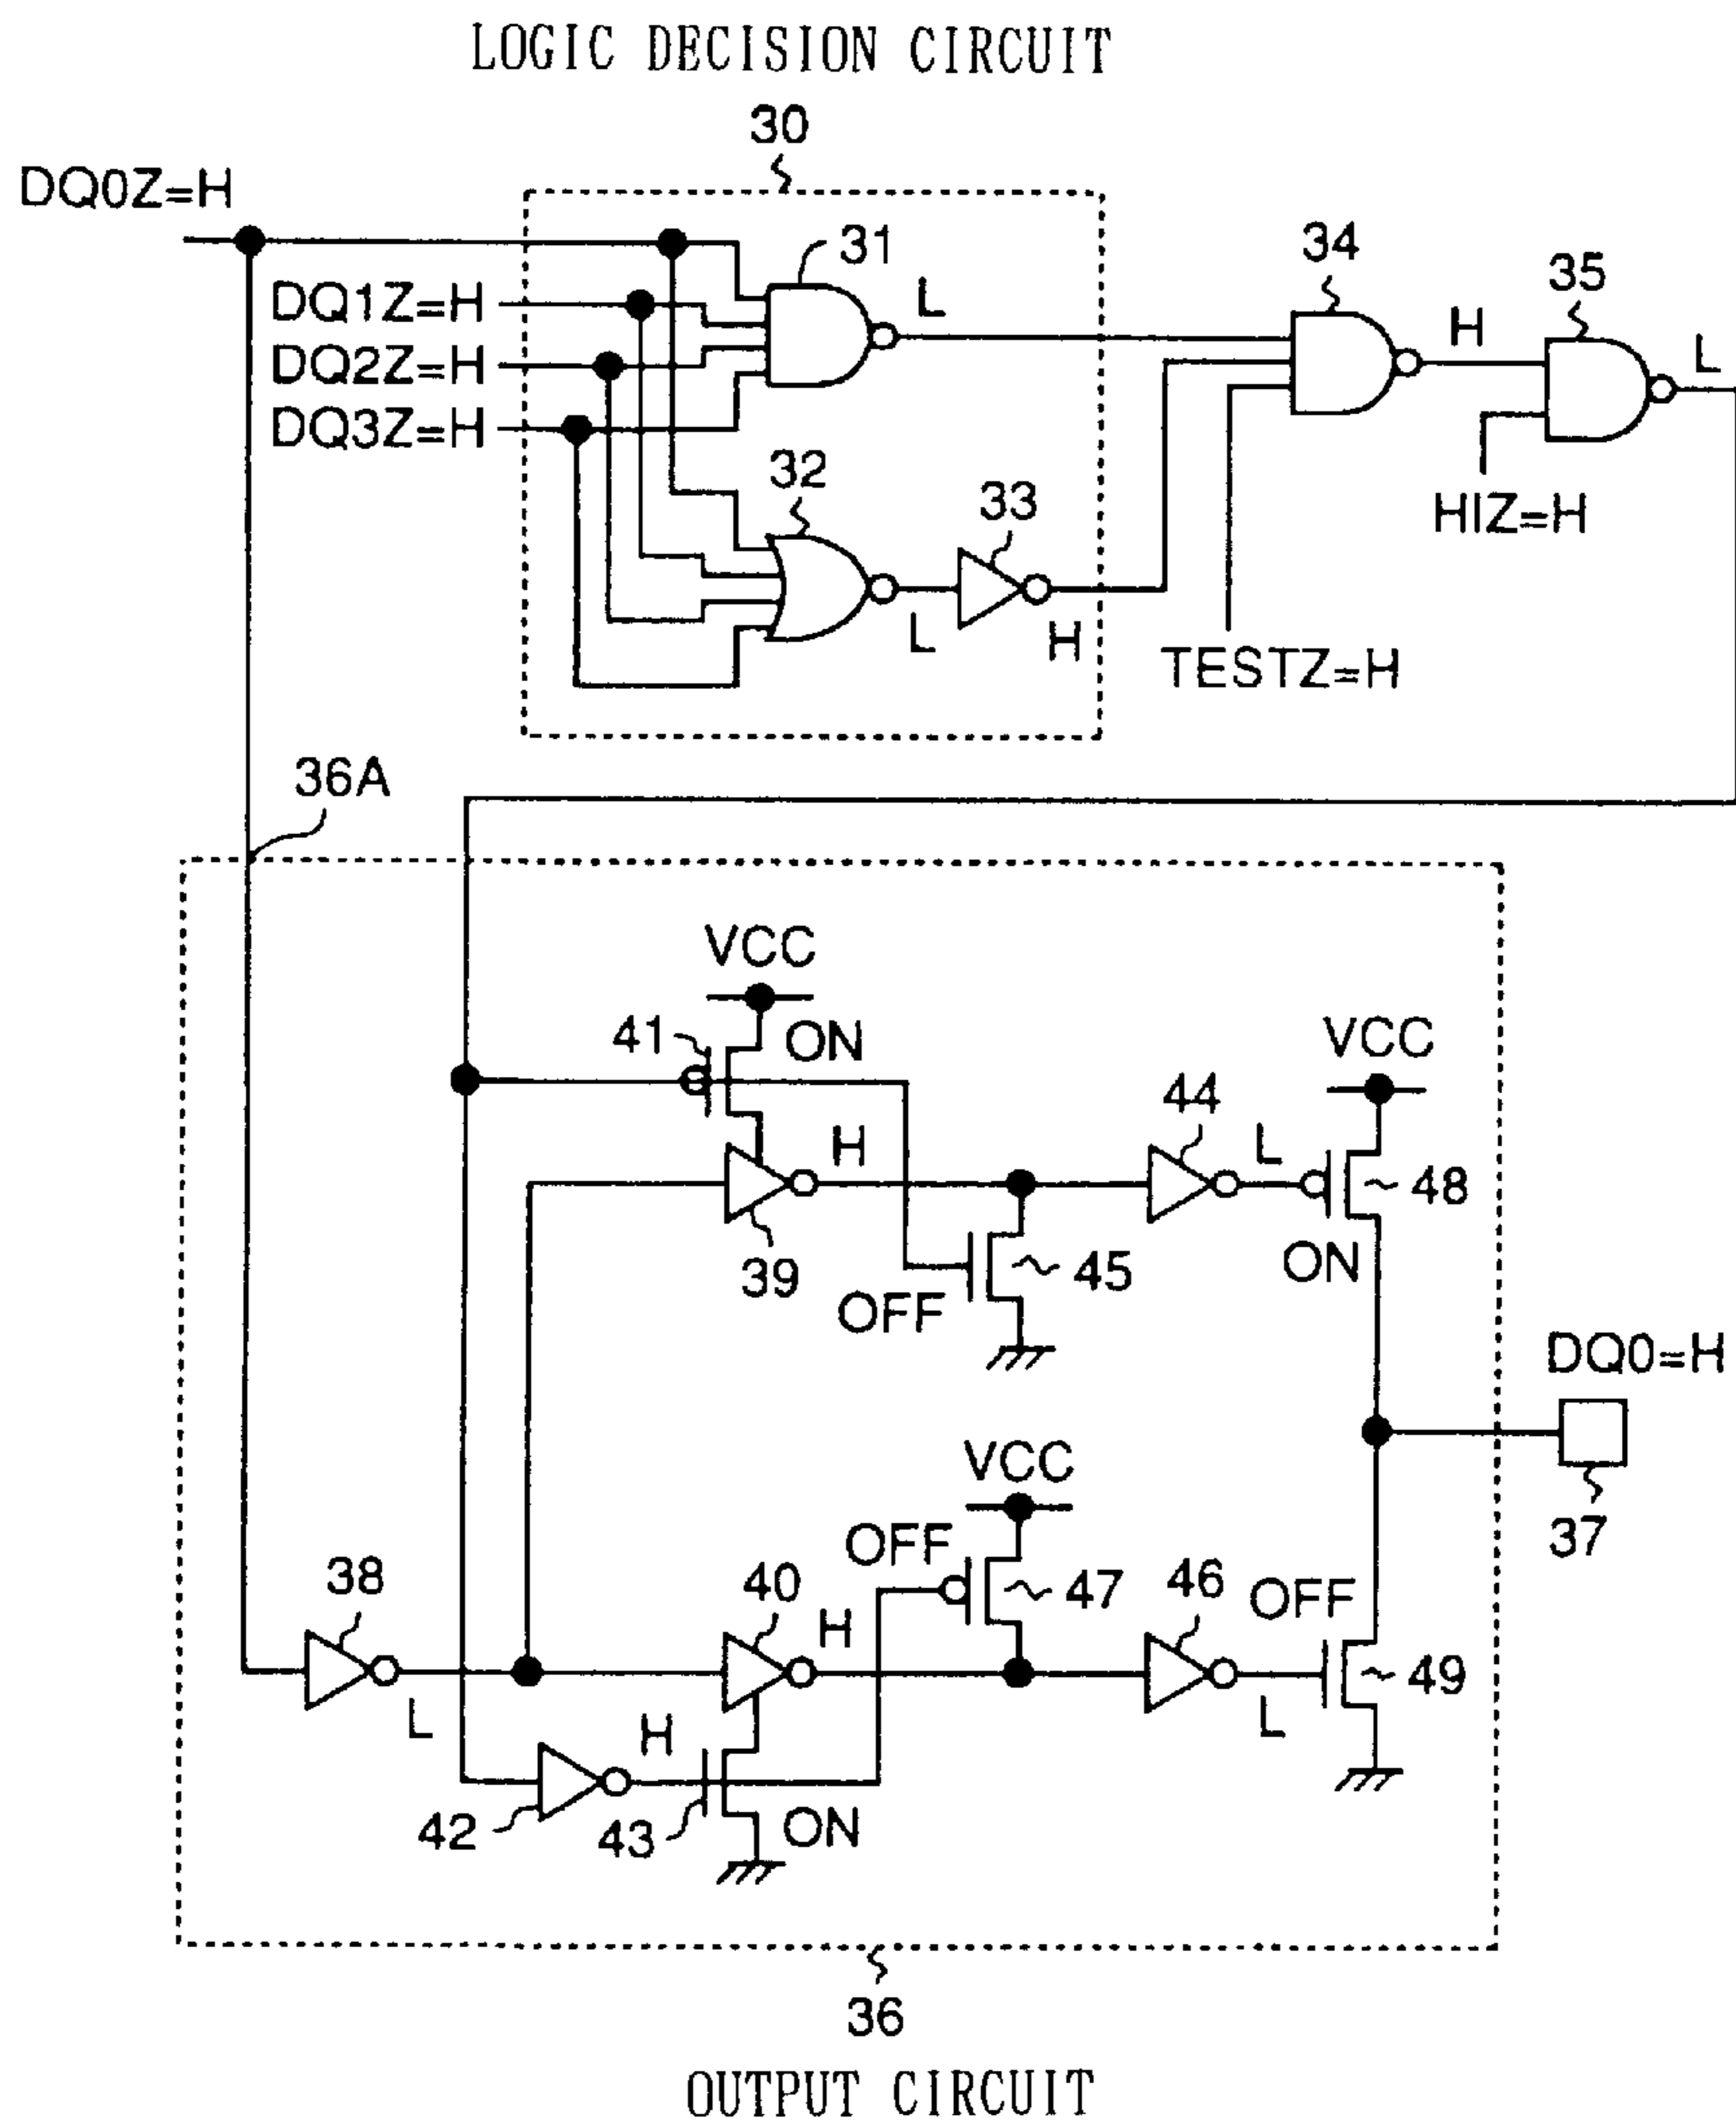 LOGIC DECISION CIRCUIT
30
DQ0Z=H
31
34
35
DQ1Z=H
L
H
L
DQ2Z=H
DQ3Z=H
32
33
HIZ=H
L
H
TESTZ=H
36A
VCC
41
ON
VCC
44
H
L
48
39
45
ON
OFF
DQ0=H
VCC
OFF
37
38
40
47
46
OFF
H
49
L
H
L
42
43
ON
36
OUTPUT CIRCUIT